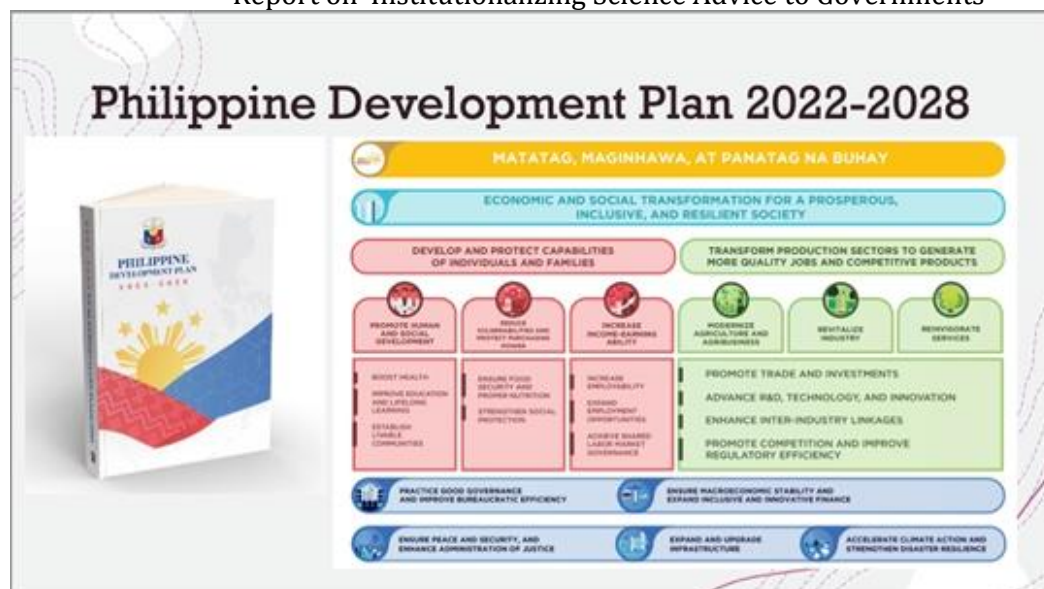 Report on "Institutionalizing Science Advice to Governments"
Philippine Development Plan 2022-2028
PHILIPPINE
DEVELOPMENT PLAN
MATATAG, MAGINHAWA, AT PANATAG NA BUHAY
ECONOMIC AND SOCIAL TRANSFORMATION FOR A PROSPEROUS,
INCLUSIVE, AND RESILIENT SOCIETY
DEVELOP AND PROTECT CAPABILITIES
OF INDIVIDUALS AND FAMILIES
TRANSFORM PRODUCTION SECTORS TO GENERATE
MORE QUALITY JOBS AND COMPETITIVE PRODUCTS
PROMOTE HUMAN
AND SOCIAL
DEVELOPMENT
REDUCE
VULNERABILITIES AND
PROTECT PURCHASING
POWER
INCREASE
INCOME-EARNING
ABILITY
MODERNIZE
AGRICULTURE AND
AGRIBUSINESS
REVITALIZE
INDUSTRY
REINVIGORATE
SERVICES
BOOST HEALTH
IMPROVE EDUCATION
AND LIFELONG
LEARNING
ESTABLISH
LIVABLE
COMMUNITIES
ENSURE FOOD
SECURITY AND
PROPER NUTRITION
STRENGTHEN SOCIAL
PROTECTION
INCREASE
EMPLOYABILITY
EXPAND
EMPLOYMENT
OPPORTUNITIES
ACHIEVE SHARED
LABOR MARKET
GOVERNANCE
PROMOTE TRADE AND INVESTMENTS
ADVANCE R&D, TECHNOLOGY, AND INNOVATION
ENHANCE INTER-INDUSTRY LINKAGES
PROMOTE COMPETITION AND IMPROVE
REGULATORY EFFICIENCY
PRACTICE GOOD GOVERNANCE
AND IMPROVE BUREAUCRATIC EFFICIENCY
ENSURE MACROECONOMIC STABILITY AND
EXPAND INCLUSIVE AND INNOVATIVE FINANCE
ENSURE PEACE AND SECURITY, AND
ENHANCE ADMINISTRATION OF JUSTICE
EXPAND AND UPGRADE
INFRASTRUCTURE
ACCELERATE CLIMATE ACTION AND
STRENGTHEN DISASTER RESILIENCE